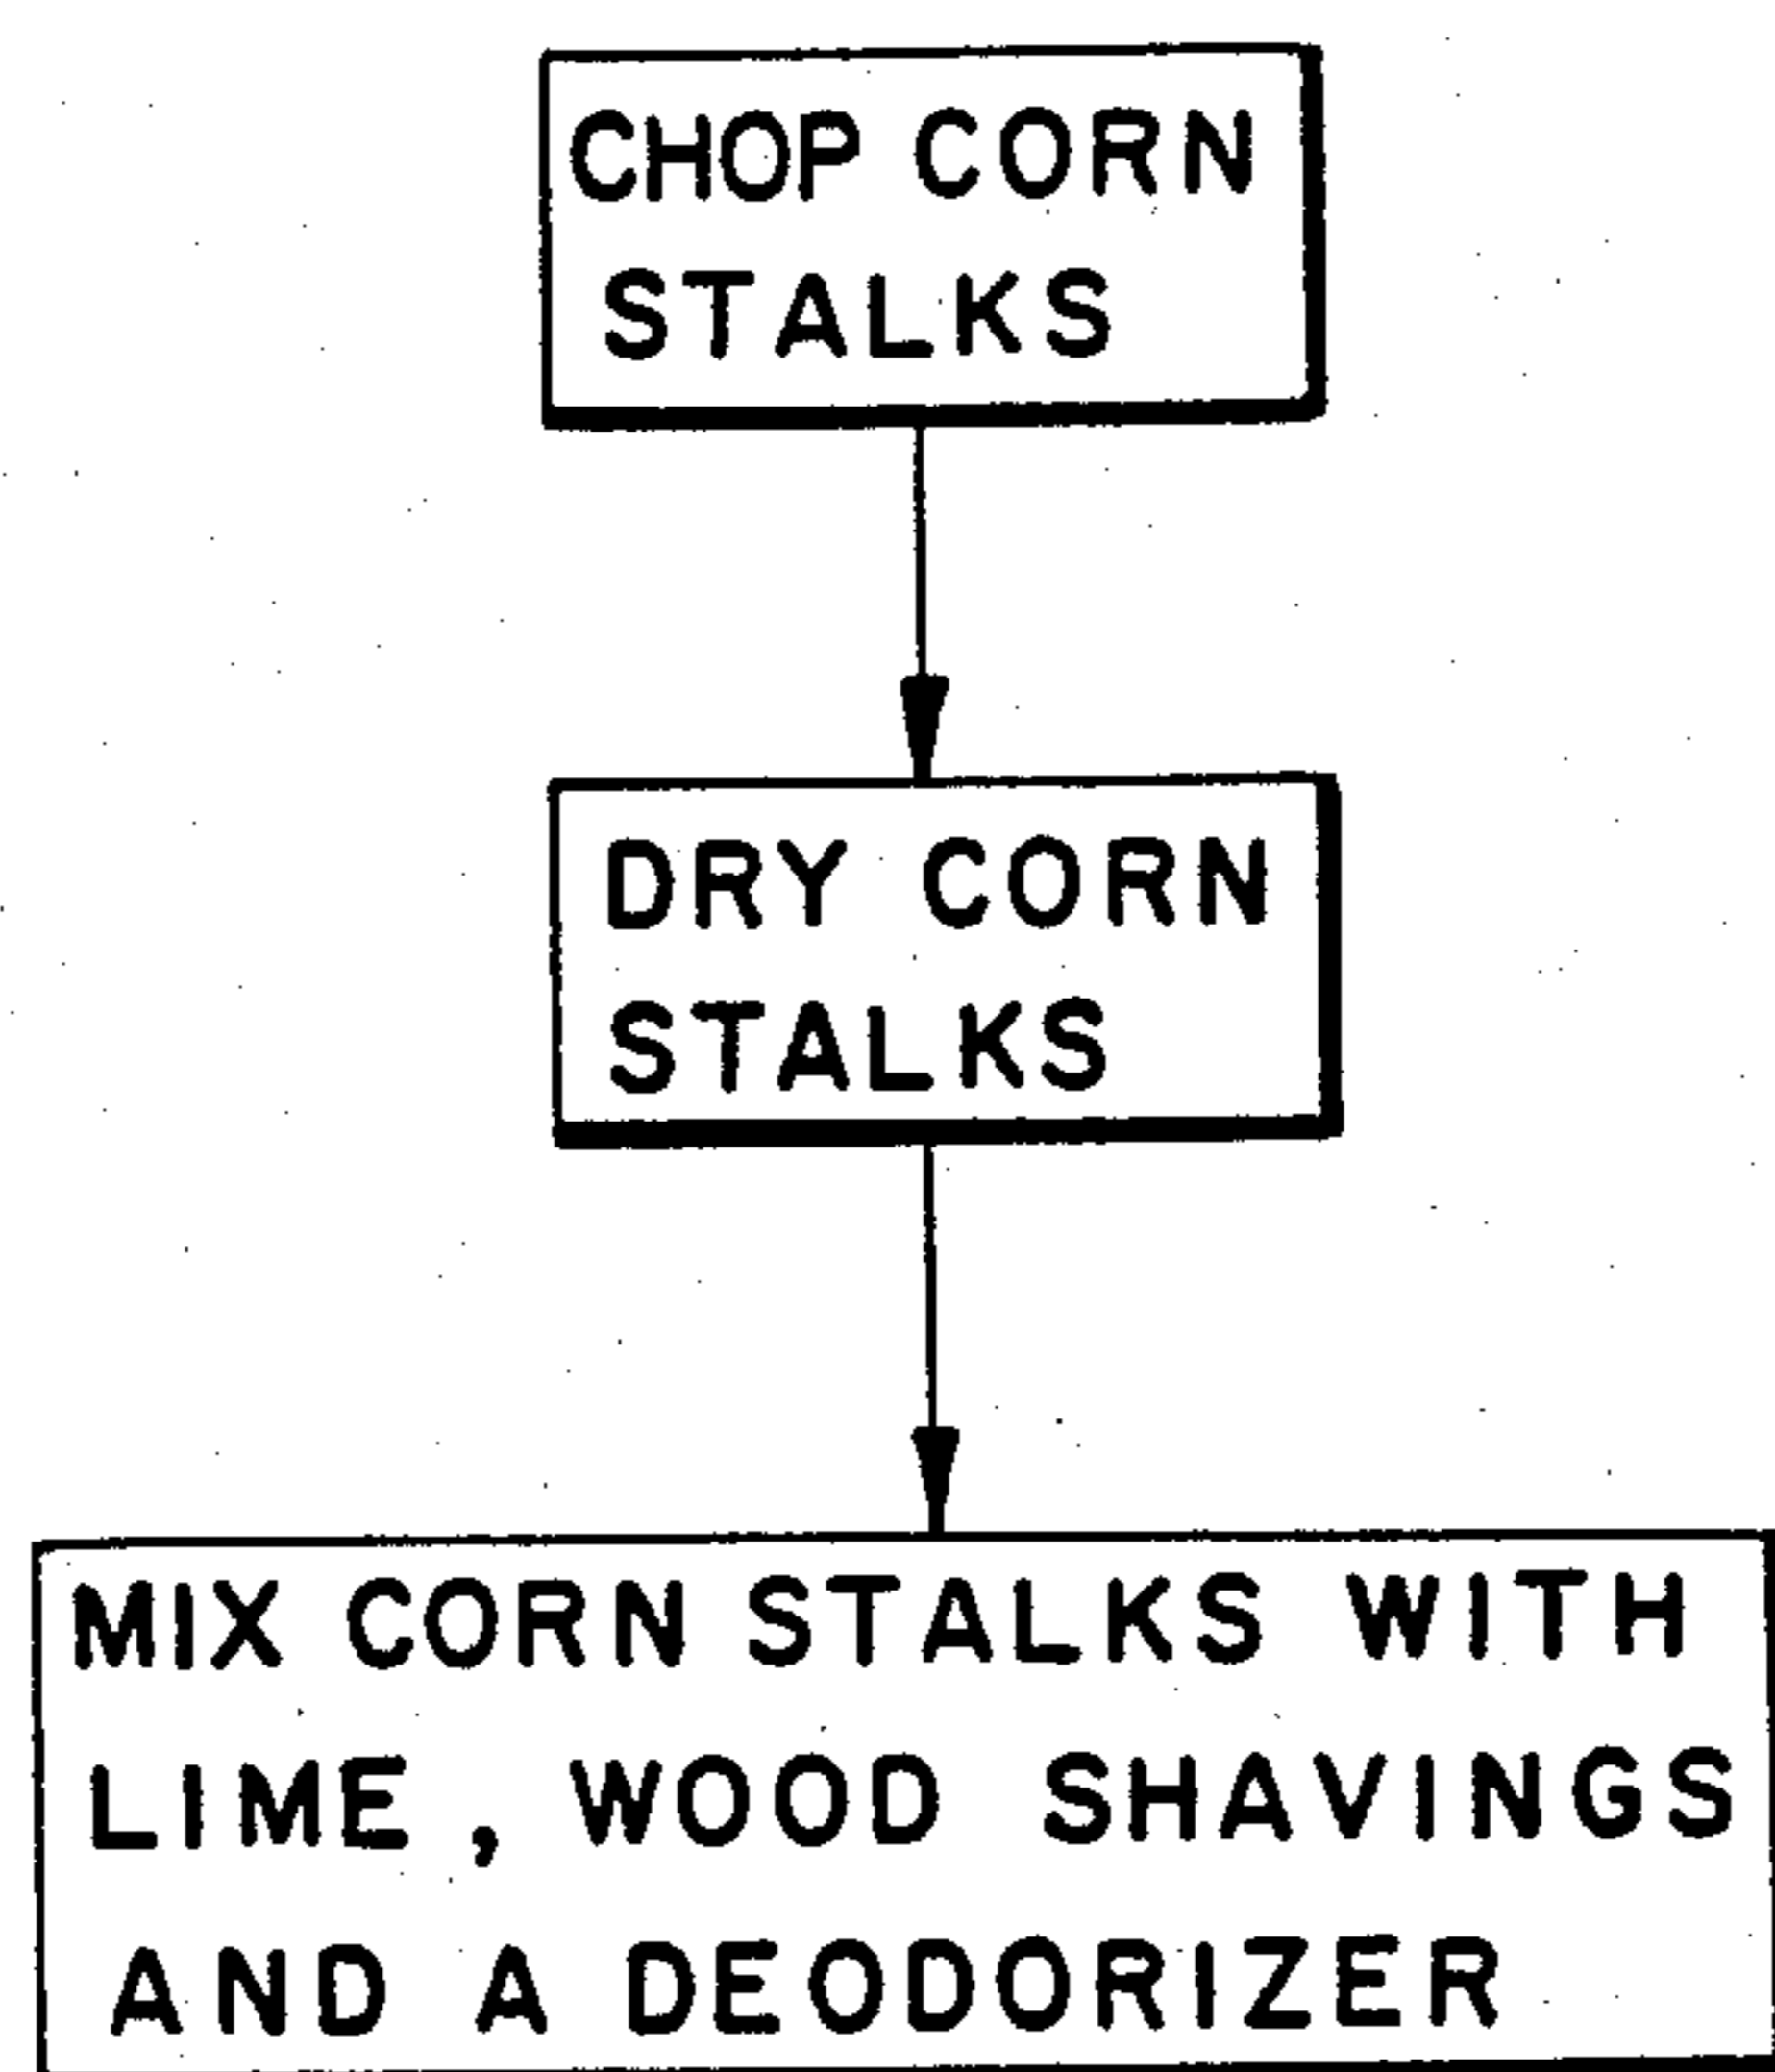 CHOP CORN
STALKS
DRY CORN
STALKS
MIX CORN STALKS WITH
LIME, WOOD SHAVINGS
AND A DEODORIZER